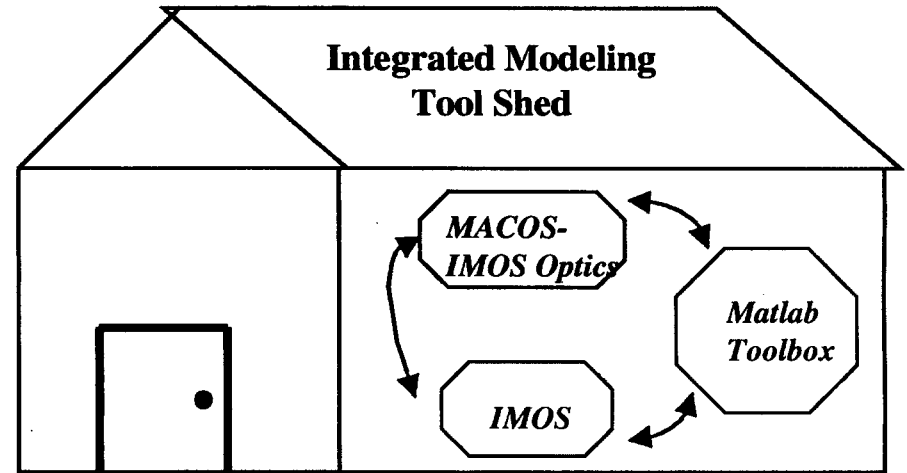 Integrated Modeling
Tool Shed
MACOS-
IMOS Optics
Matlab
Toolbox
IMOS